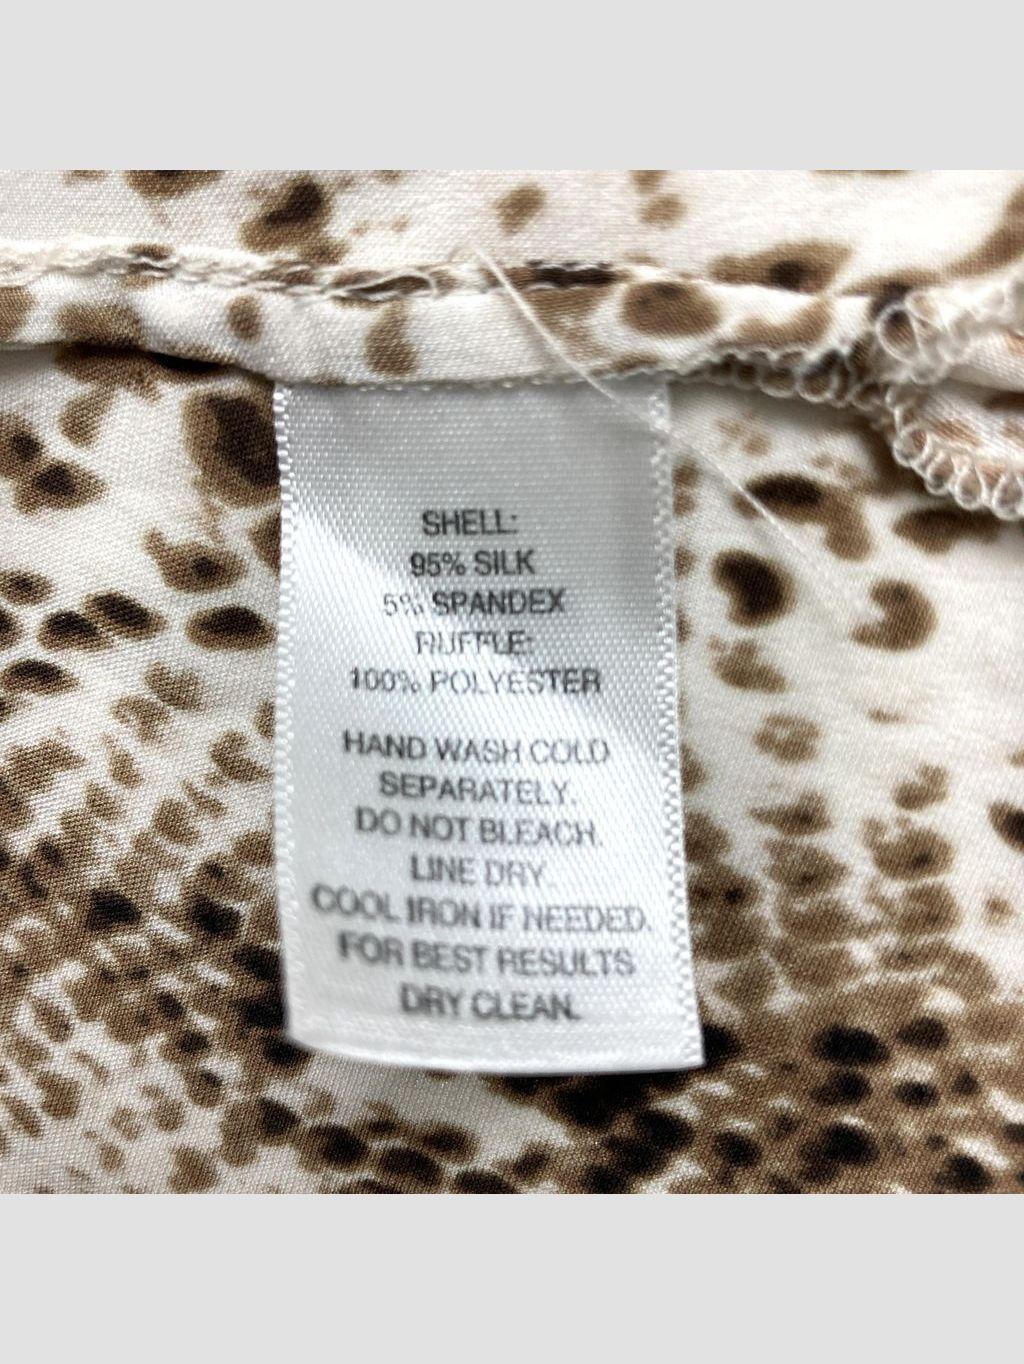 SHELL:
95% SILK
5% SPANDEX
RUFFLE:
100% POLYESTER
HAND WASH COLD
SEPARATELY.
DO NOT BLEACH.
LINE DRY.
COOL IRON IF NEEDED.
FOR BEST RESULTS
DRY CLEAN.